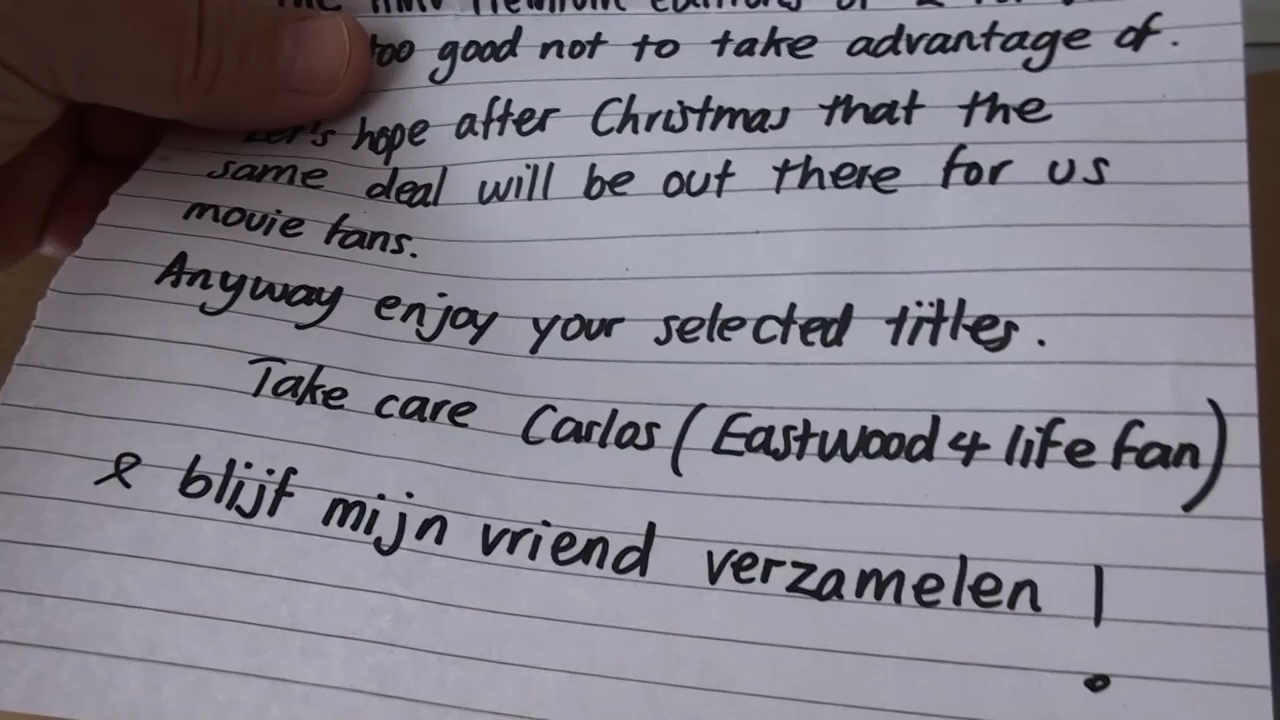 too good not to take advantage of.
Let's hope after Christmas that the
same deal will be out there for us
movie fans.
Anyway enjoy your selected titles.
Take care Carlos (Eastwood 4 life fan)
& blijf mijn vriend verzamelen !